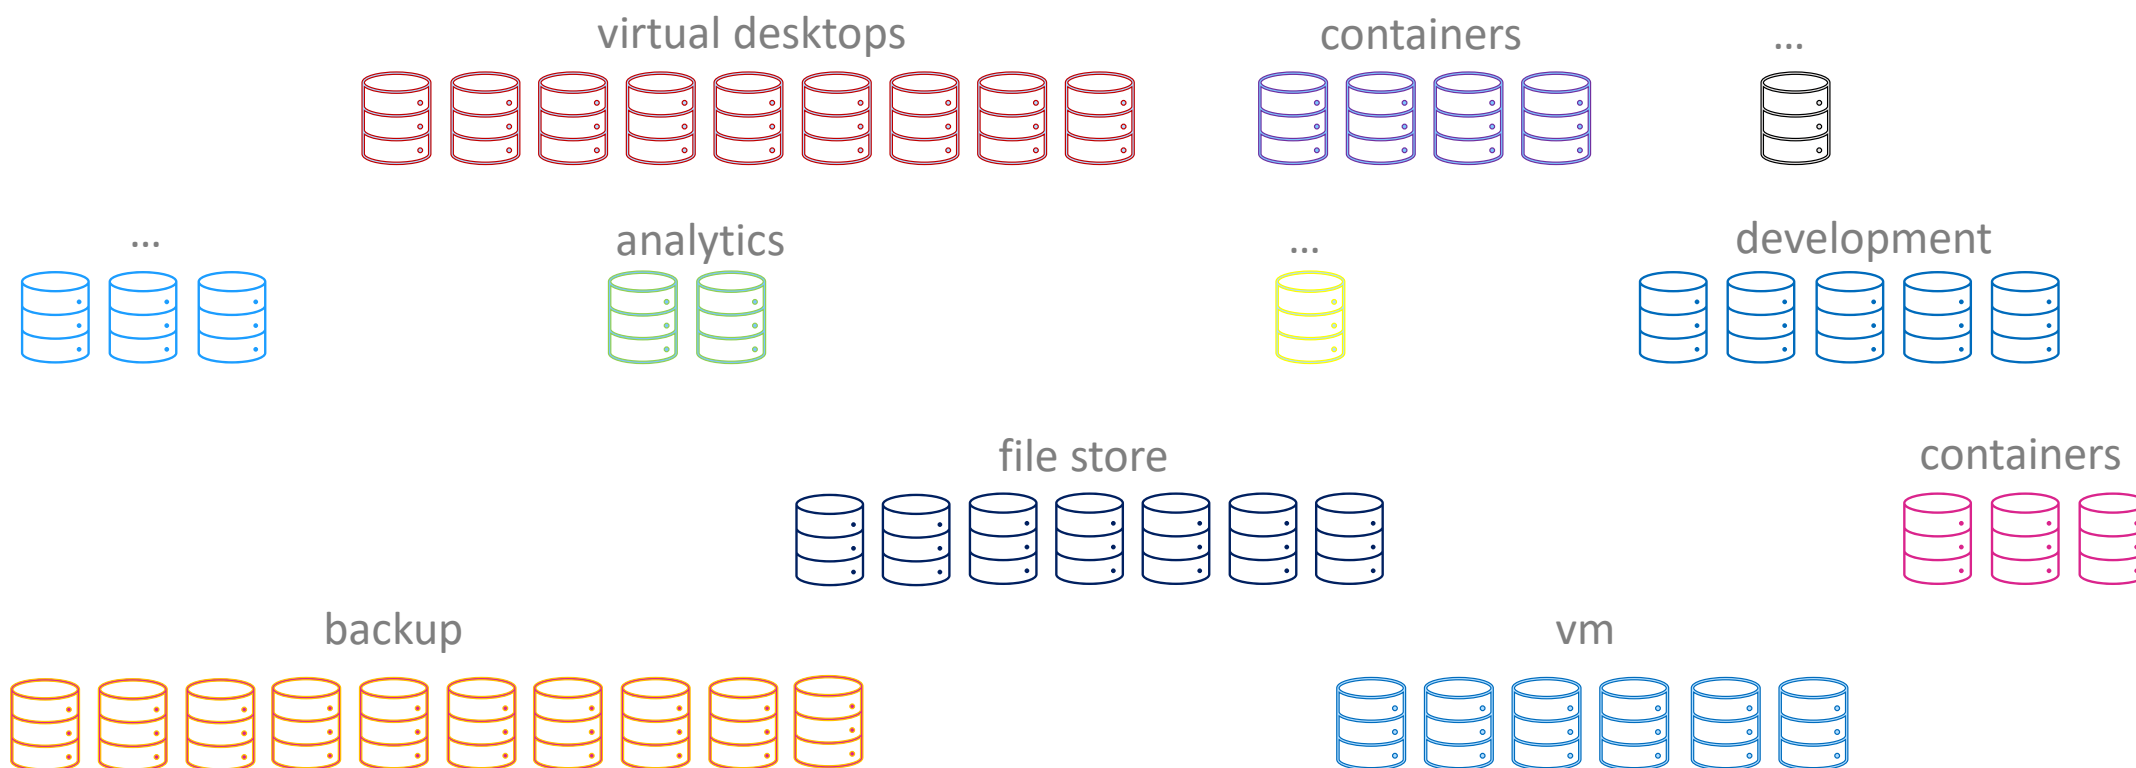 virtual desktops
containers
...
...
analytics
...
development
file store
containers
backup
vm